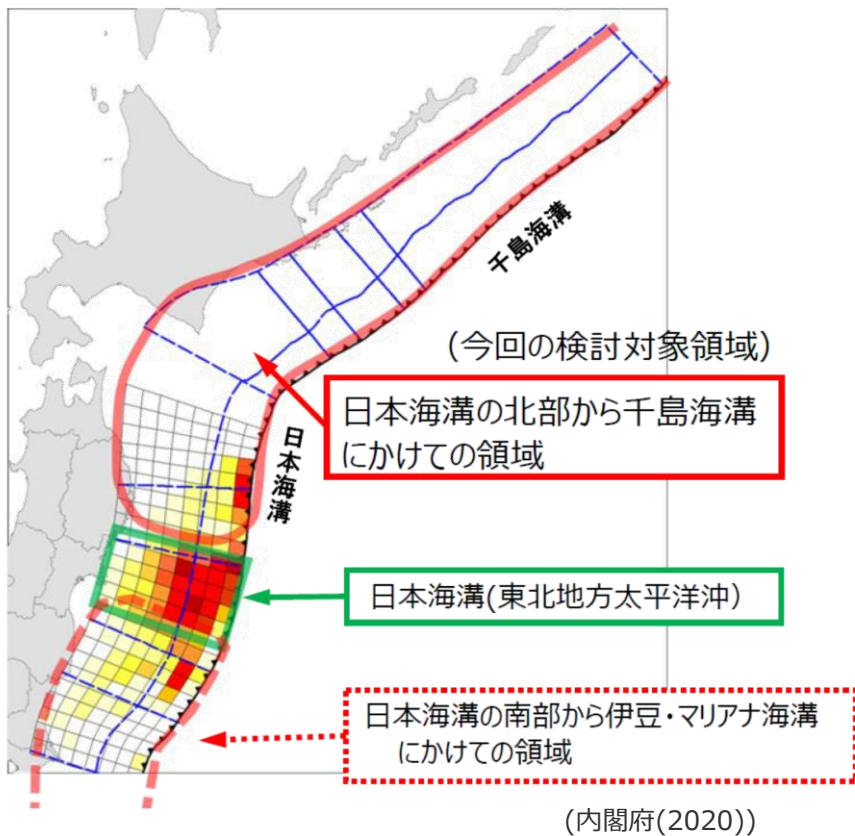 千島海溝
(今回の検討対象領域)
日本海溝の北部から千島海溝
にかけての領域
日本海溝
日本海溝(東北地方太平洋沖)
日本海溝の南部から伊豆・マリアナ海溝
にかけての領域
(内閣府(2020))